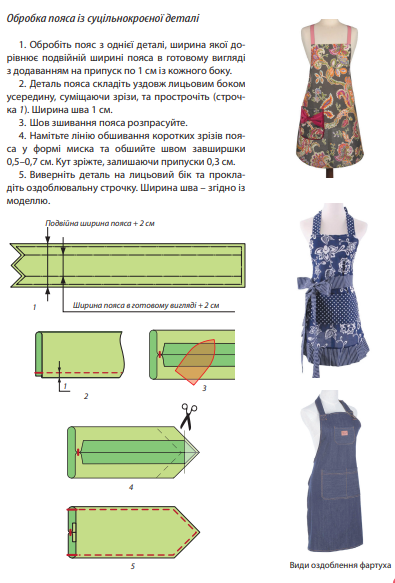 Обробка пояса із суцільнокроєної деталі
1. Обробіть пояс з однієї деталі, ширина якої до-
рівнює подвійній ширині пояса в готовому вигляді
з додаванням на припуск по 1 см із кожного боку.
2. Деталь пояса складіть уздовж лицьовим боком
усередину, суміщаючи зрізи, та прострочіть (строч-
ка 1). Ширина шва 1 см.
3. Шов зшивання пояса розпрасуйте.
4. Намітьте лінію обшивання коротких зрізів поя-
са у формі миска та обшийте швом завширшки
0,5–0,7 см. Кут зріжте, залишаючи припуски 0,3 см.
5. Виверніть деталь на лицьовий бік та прокла-
діть оздоблювальну строчку. Ширина шва – згідно із
моделлю.
Подвійна ширина пояса + 2 см
1
Ширина пояса в готовому вигляді + 2 см
1
2
3
4
5
Види оздоблення фартуха